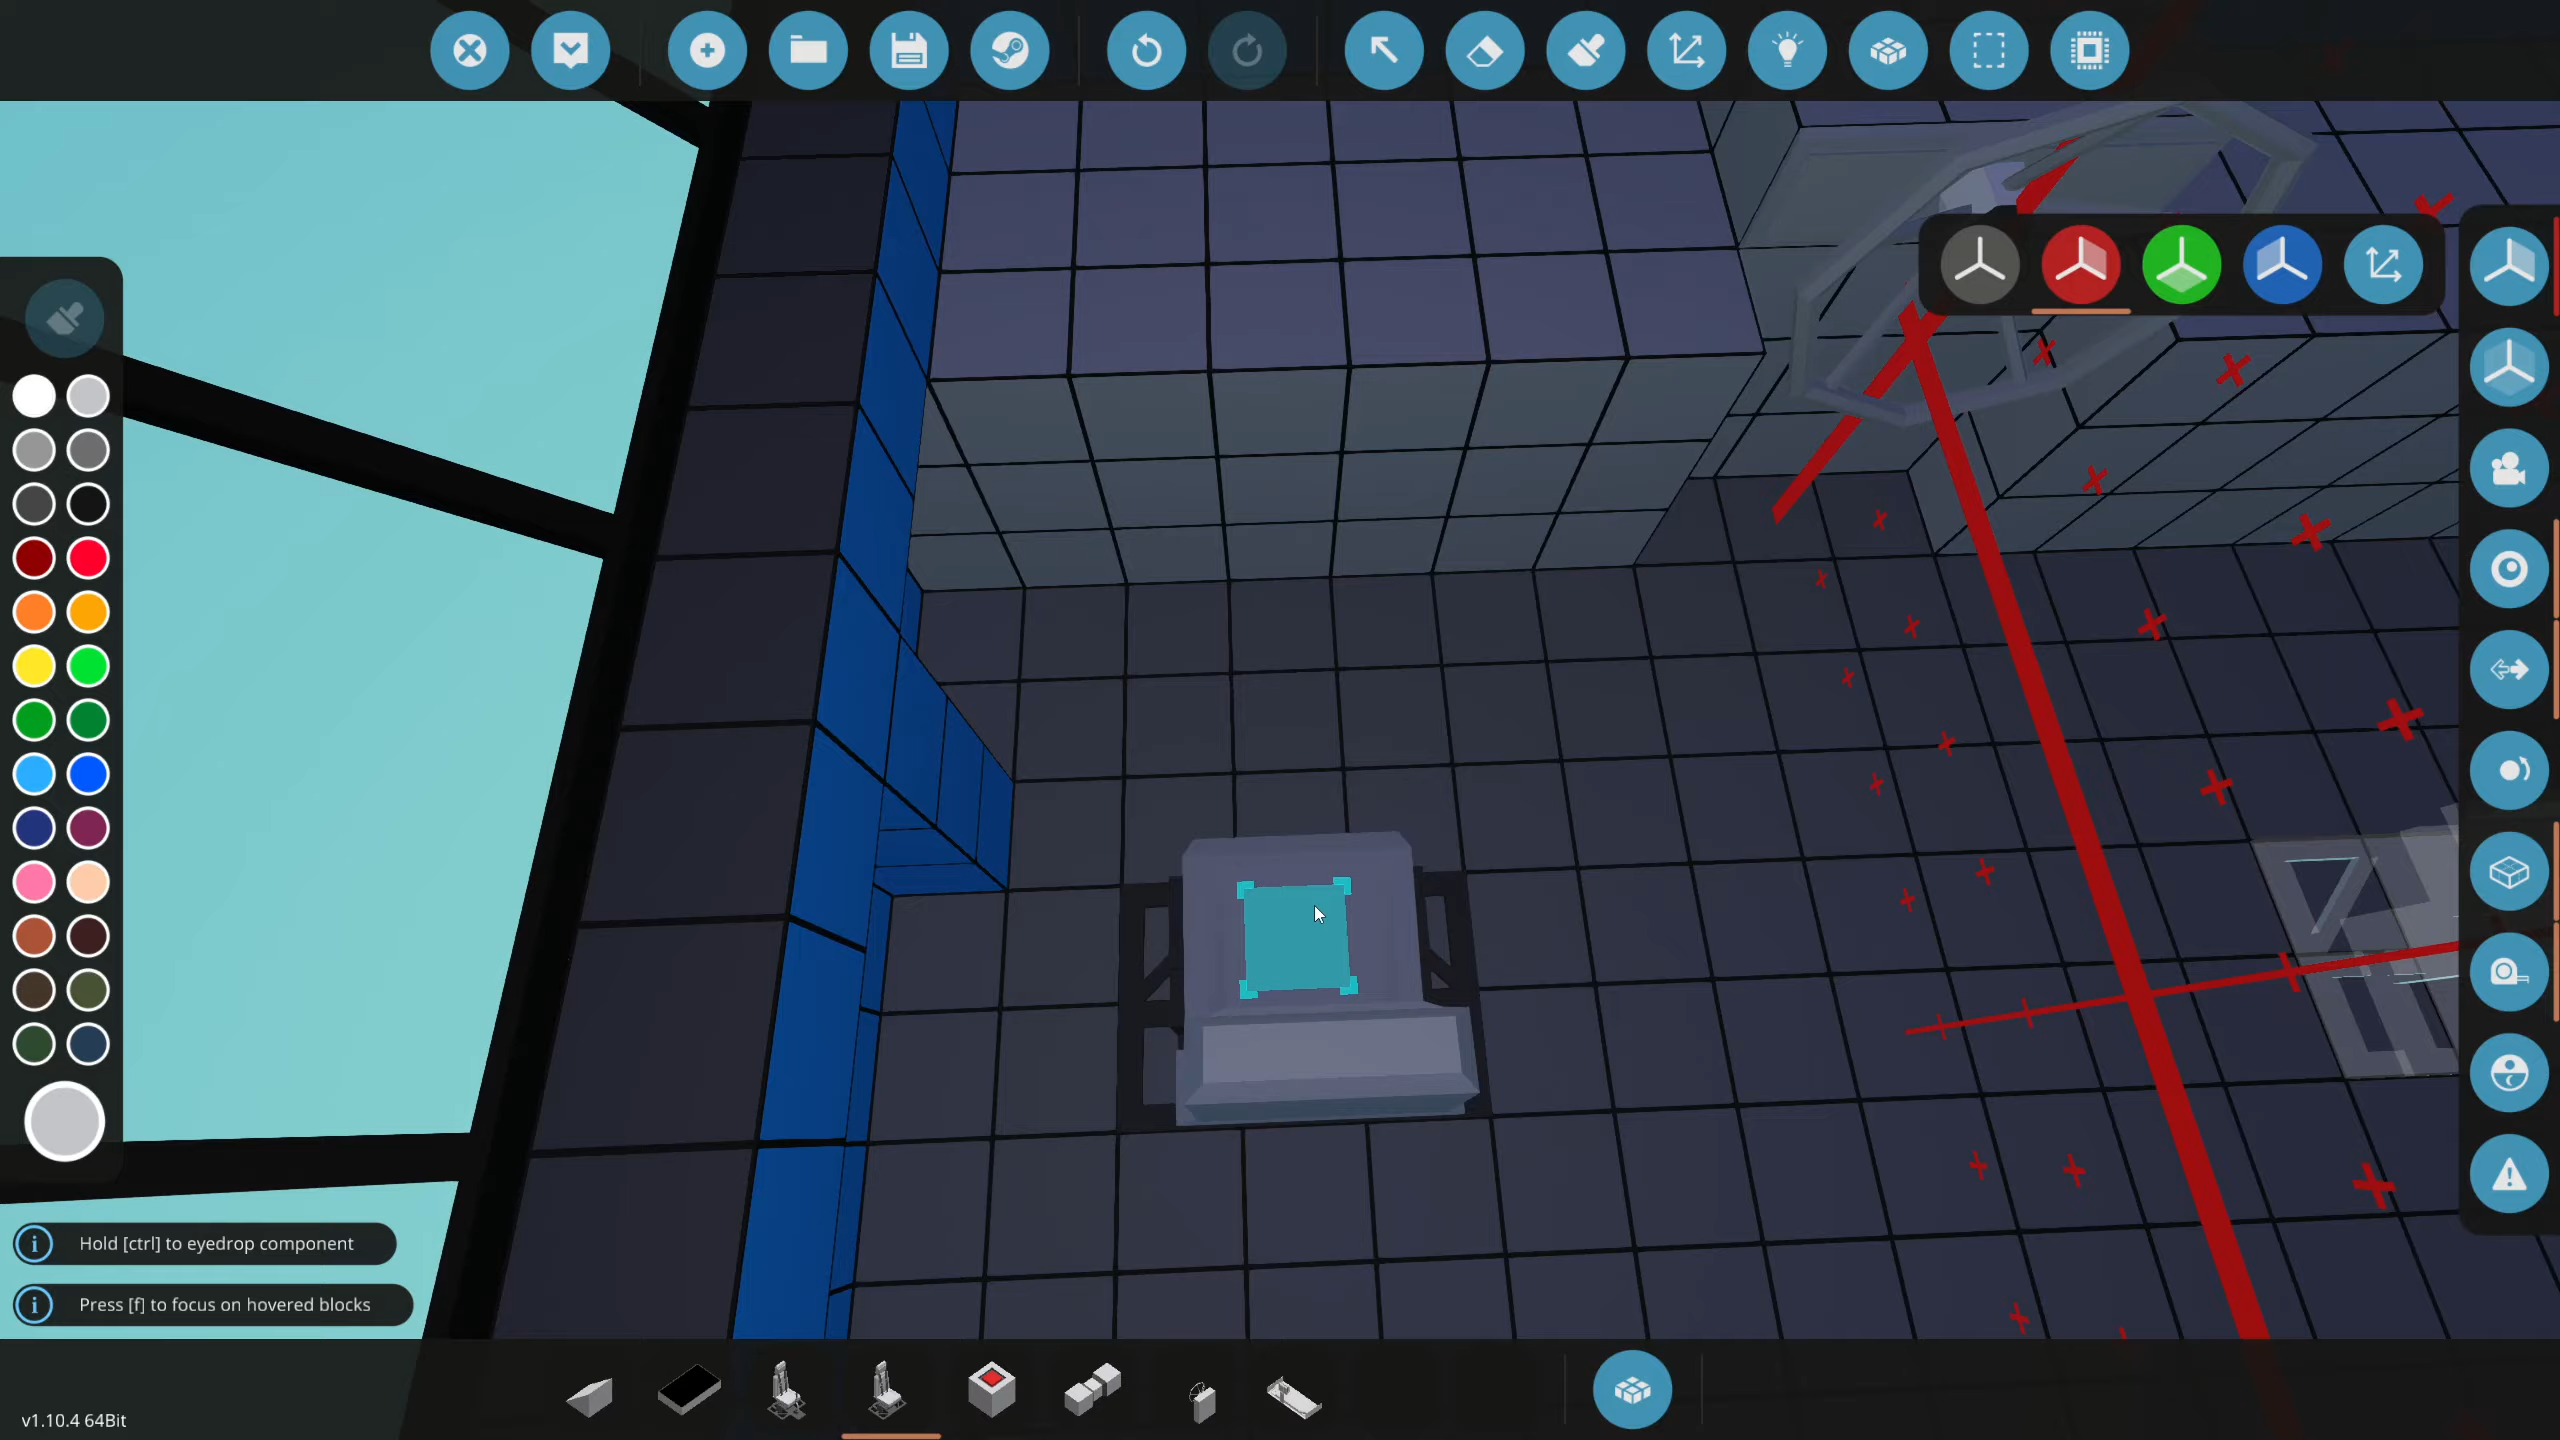 Hold [ctrl] to eyedrop component
Press [f] to focus on hovered blocks
v1.10.4 64Bit